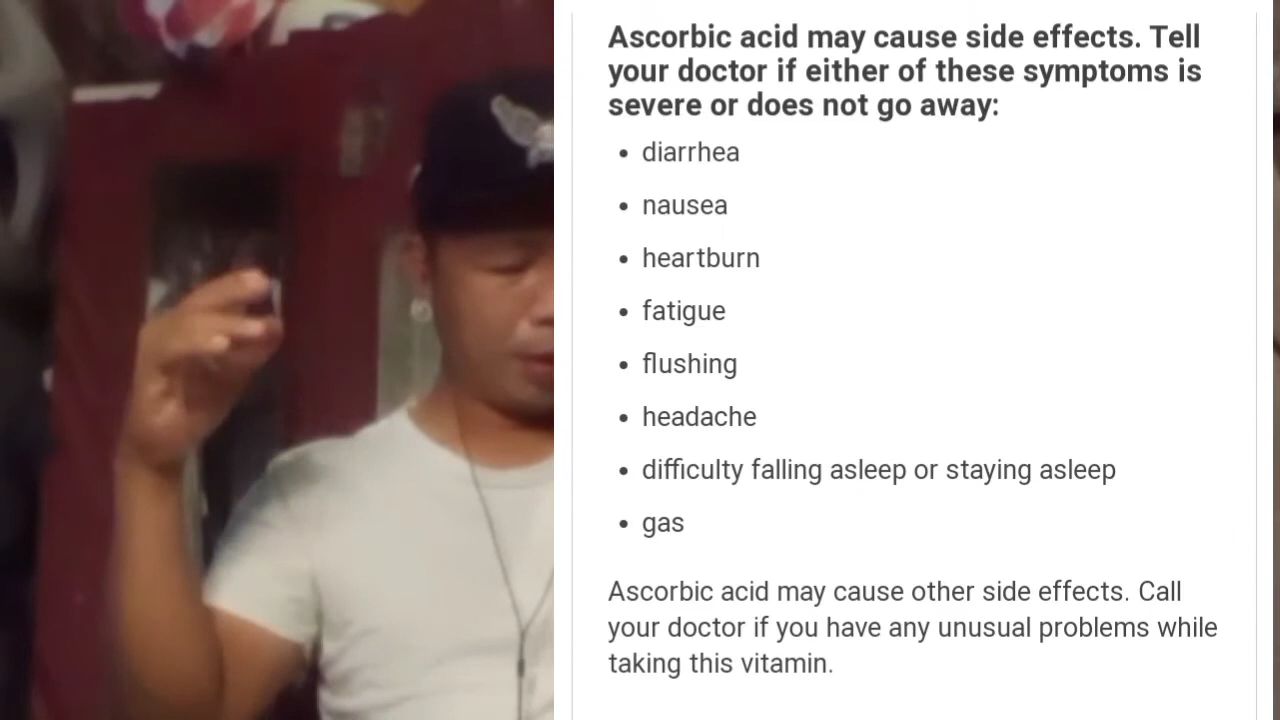 Ascorbic acid may cause side effects. Tell
your doctor if either of these symptoms is
severe or does not go away:
• diarrhea
• nausea
• heartburn
• fatigue
• flushing
• headache
• difficulty falling asleep or staying asleep
• gas
Ascorbic acid may cause other side effects. Call
your doctor if you have any unusual problems while
taking this vitamin.